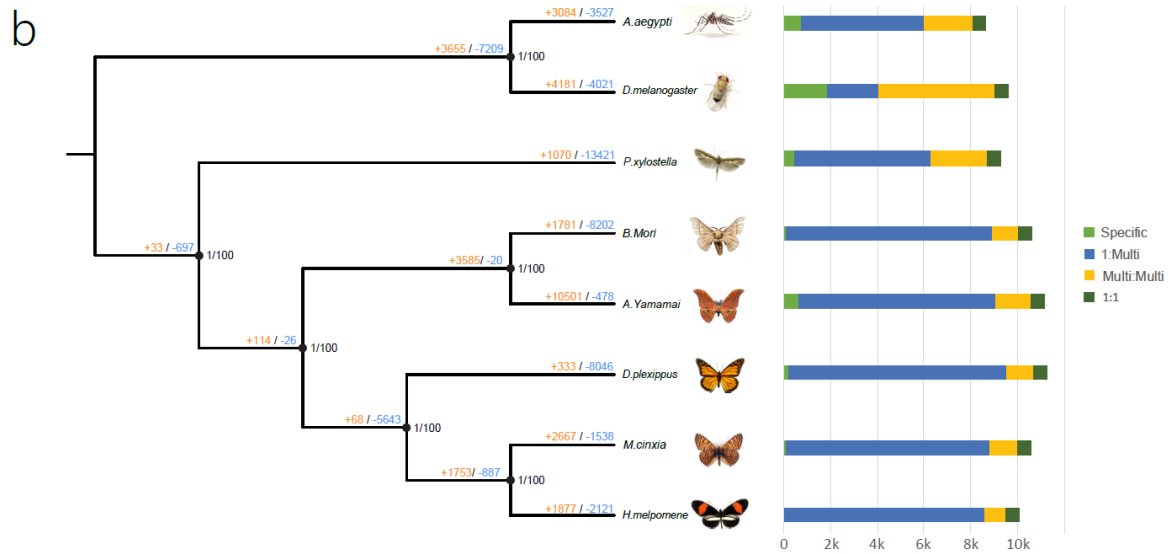 b
+3084 / -3527
A.aegypti
+3655 / -7209
1/100
+4181 / -4021
D.melanogaster
+1070 / -13421
P.xylostella
+1781 / -8202
B.Mori
+33 / -697
1/100
+3585/ -20
1/100
+10501 / -478
A.Yamamai
+114 / -26
1/100
+333 / -8046
D.plexippus
+68 / -5643
1/100
+2667 / -1538
M.cinxia
+1753/ -887
1/100
+1877 / -2121
H.melpomene
Specific
1:Multi
Multi:Multi
1:1
0 2k 4k 6k 8k 10k